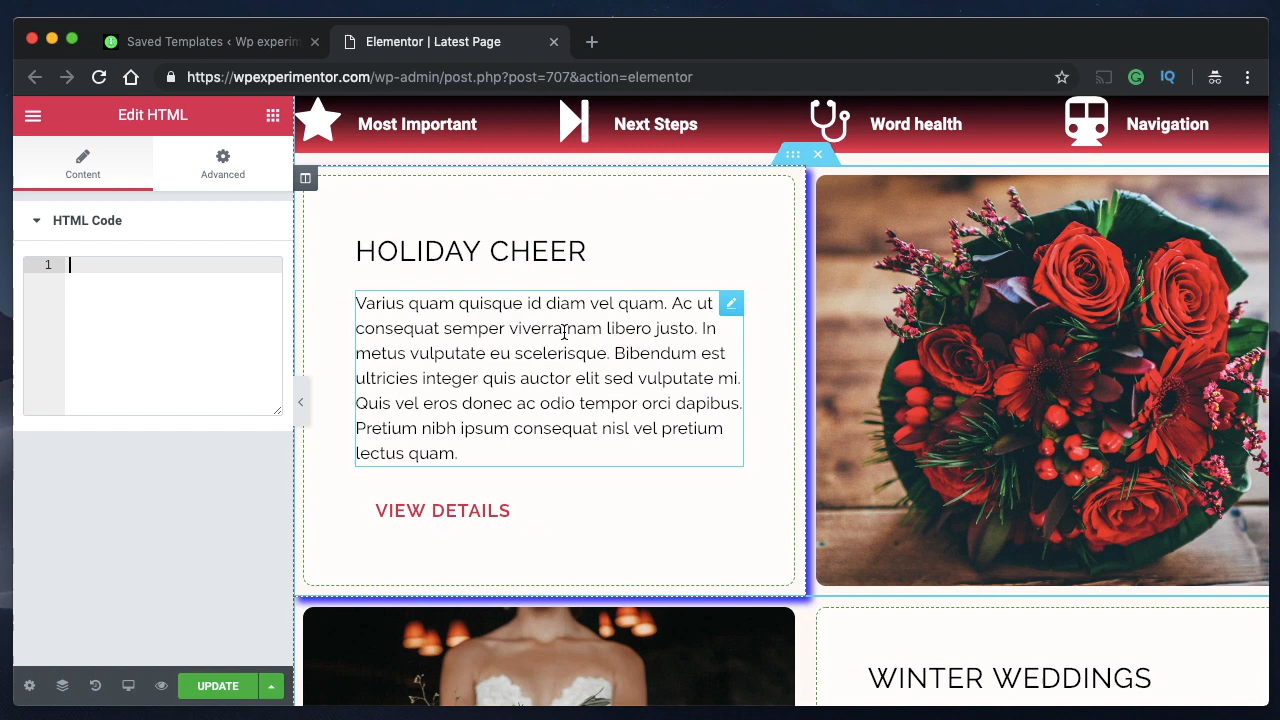 Saved Templates ‹ Wp experim
Elementor | Latest Page
https://wpexperimentor.com/wp-admin/post.php?post=707&action=elementor
IQ
Edit HTML
Content
Advanced
HTML Code
1
UPDATE
Most Important
Next Steps
Word health
Navigation
HOLIDAY CHEER
Varius quam quisque id diam vel quam. Ac ut
consequat semper viverra nam libero justo. In
metus vulputate eu scelerisque. Bibendum est
ultricies integer quis auctor elit sed vulputate mi.
Quis vel eros donec ac odio tempor orci dapibus.
Pretium nibh ipsum consequat nisl vel pretium
lectus quam.
VIEW DETAILS
WINTER WEDDINGS